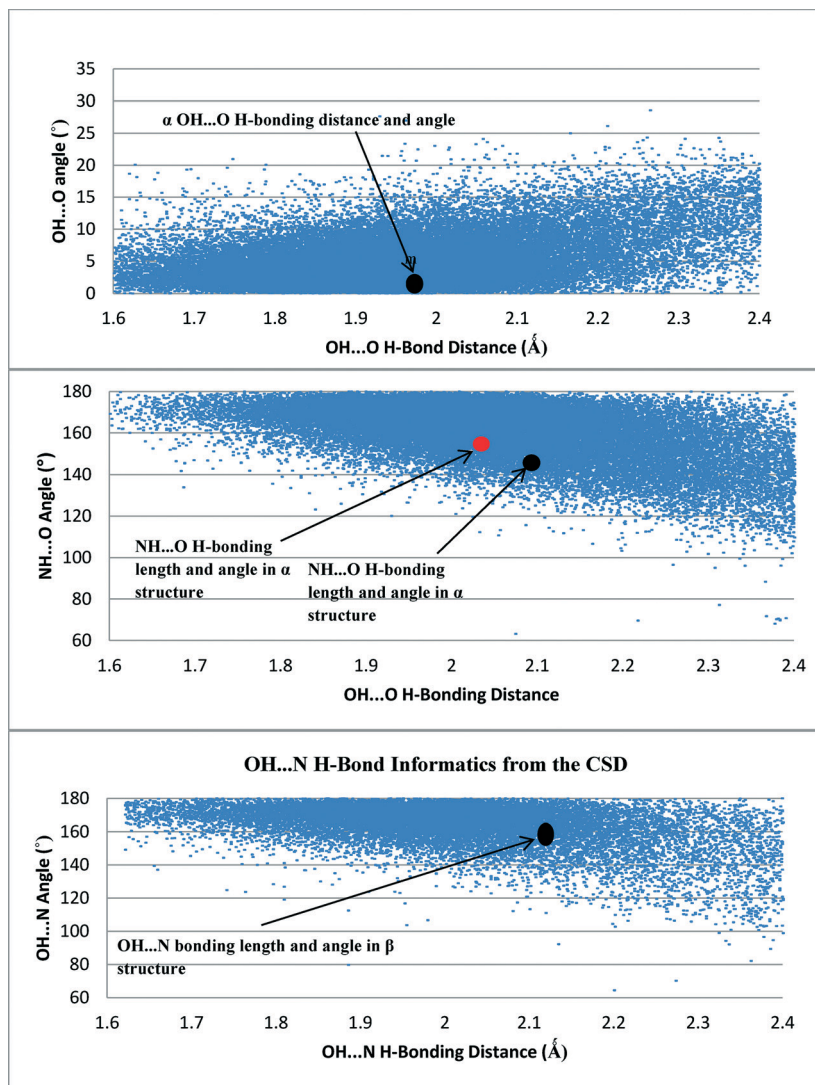 35
30
α OH...O H-bonding distance and angle
25
20
15
10
5
0
OH...O angle (°)
m
1.6 1.7 1.8 1.9 2 2.1 2.2 2.3 2.4
OH...O H-Bond Distance (Å)
180
160
140
120
100
80
60
NH...O Angle (°)
NH...O H-bonding
length and angle in α
structure
NH...O H-bonding
length and angle in α
structure
1.6 1.7 1.8 1.9 2 2.1 2.2 2.3 2.4
OH...O H-Bonding Distance
OH...N H-Bond Informatics from the CSD
180
160
140
120
100
80
60
OH...N Angle (°)
OH...N bonding length and angle in β
structure
1.6 1.7 1.8 1.9 2 2.1 2.2 2.3 2.4
OH...N H-Bonding Distance (Å)